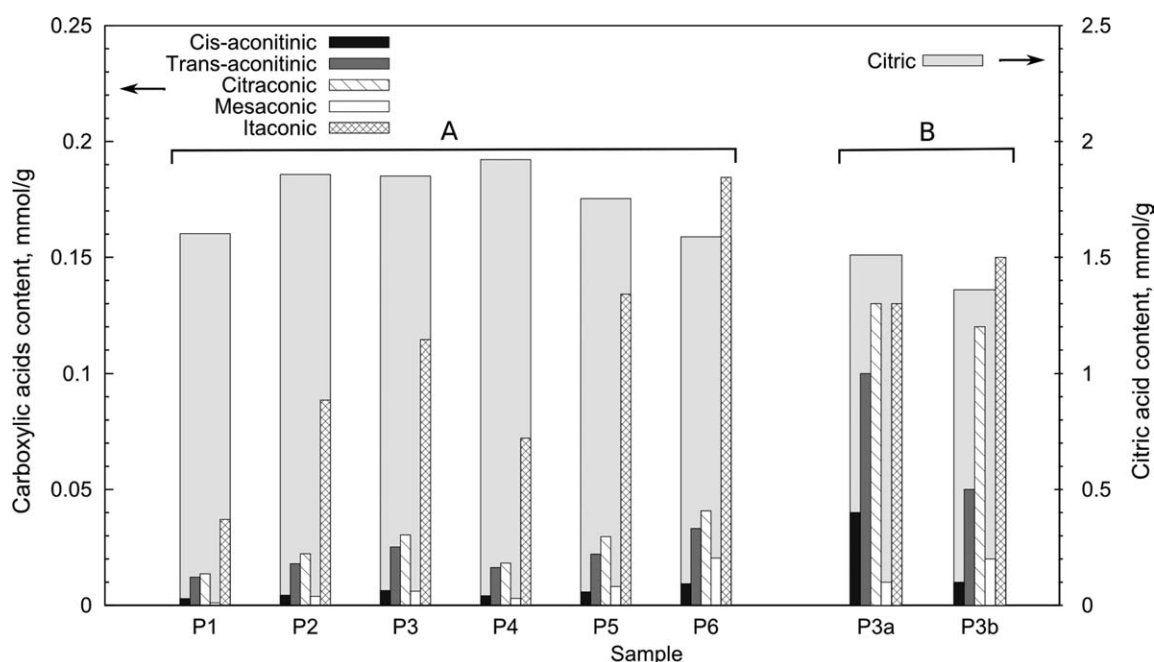 0.25
0.2
0.15
0.1
0.05
0
Carboxylic acids content, mmol/g
Cis-aconitinic
Trans-aconitinic
Citraconic
Mesaconic
Itaconic
Citric
A
B
2.5
2
1.5
1
0.5
0
Citric acid content, mmol/g
P1 P2 P3 P4 P5 P6 P3a P3b
Sample